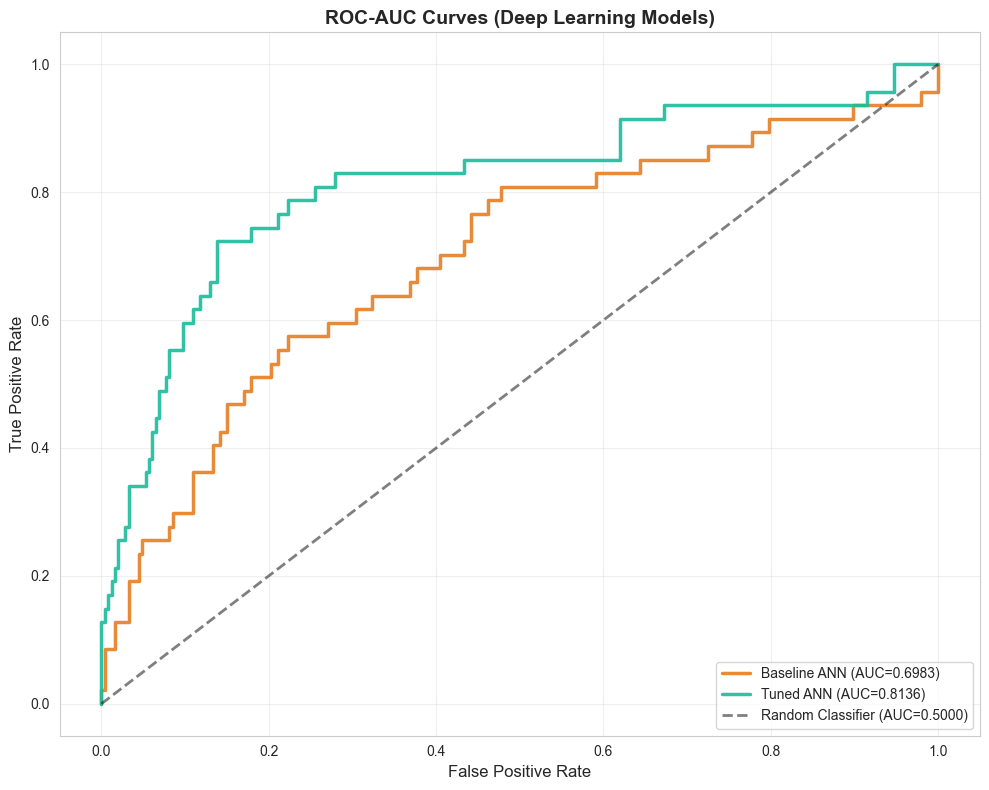 ROC-AUC Curves (Deep Learning Models)
True Positive Rate
1.0
0.8
0.6
0.4
0.2
0.0
Baseline ANN (AUC=0.6983)
Tuned ANN (AUC=0.8136)
Random Classifier (AUC=0.5000)
0.0 0.2 0.4 0.6 0.8 1.0
False Positive Rate